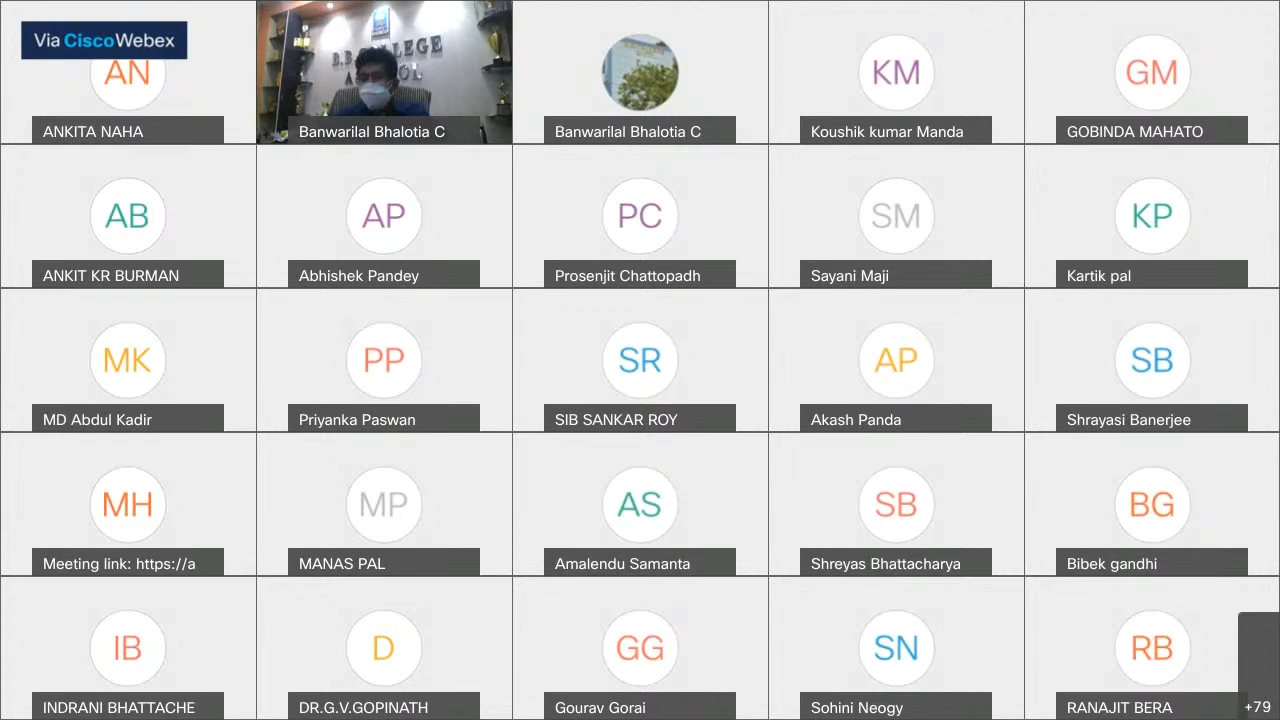 Via Cisco Webex
AN
ANKITA NAHA
B.B. COLLEGE
Banwarilal Bhalotia C
Banwarilal Bhalotia C
KM
Koushik kumar Manda
GM
GOBINDA MAHATO
AB
ANKIT KR BURMAN
AP
Abhishek Pandey
PC
Prosenjit Chattopadh
SM
Sayani Maji
KP
Kartik pal
MK
MD Abdul Kadir
PP
Priyanka Paswan
SR
SIB SANKAR ROY
AP
Akash Panda
SB
Shrayasi Banerjee
MH
Meeting link: https://a
MP
MANAS PAL
AS
Amalendu Samanta
SB
Shreyas Bhattacharya
BG
Bibek gandhi
IB
INDRANI BHATTACHE
D
DR.G.V.GOPINATH
GG
Gourav Gorai
SN
Sohini Neogy
RB
RANAJIT BERA
+79